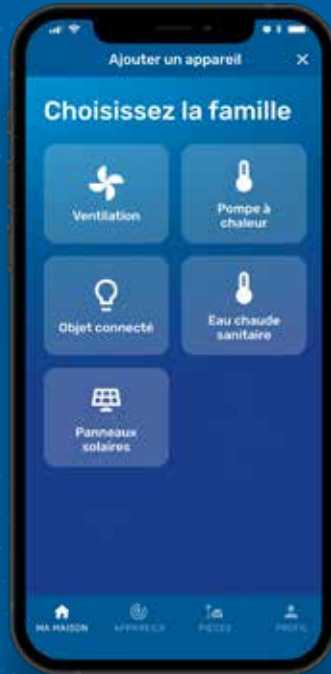 Ajouter un appareil
Choisissez la famille
Ventilation
Pompe à
chaleur
Objet connecté
Eau chaude
sanitaire
Panneaux
solaires
MA MAISON
APPAREILS
PIÈCES
PROFIL